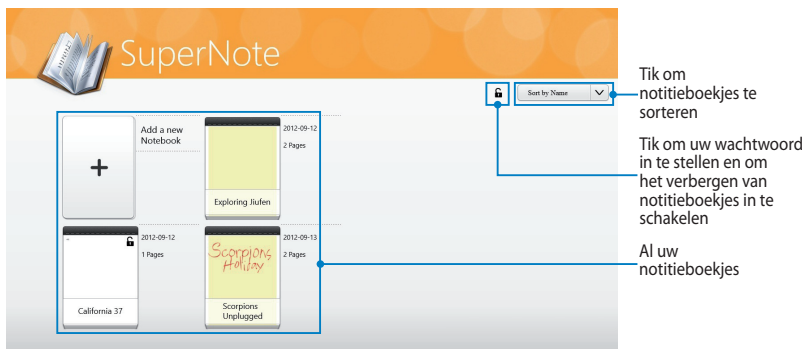 SuperNote
Sort by Name
Add a new
Notebook
2012-09-12
2 Pages
Exploring Jiufen
2012-09-12
1 Pages
California 37
2012-09-13
2 Pages
Scorpions
Holiday
Scorpions
Unplugged
Tik om
notitieboekjes te
sorteren
Tik om uw wachtwoord
in te stellen en om
het verbergen van
notitieboekjes in te
schakelen
Al uw
notitieboekjes